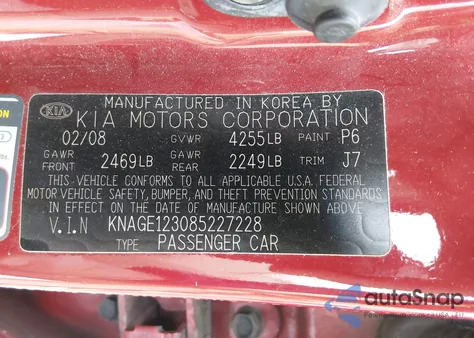 MANUFACTURED IN KOREA BY
KIA KIA MOTORS CORPORATION
02/08 GVWR 4255LB PAINT P6
GAWR FRONT 2469LB GAWR REAR 2249LB TRIM J7
THIS VEHICLE CONFORMS TO ALL APPLICABLE U.S.A. FEDERAL
MOTOR VEHICLE SAFETY, BUMPER, AND THEFT PREVENTION STANDARDS
IN EFFECT ON THE DATE OF MANUFACTURE SHOWN ABOVE
V.I.N KNAGE123085227228
TYPE PASSENGER CAR
autoSnap